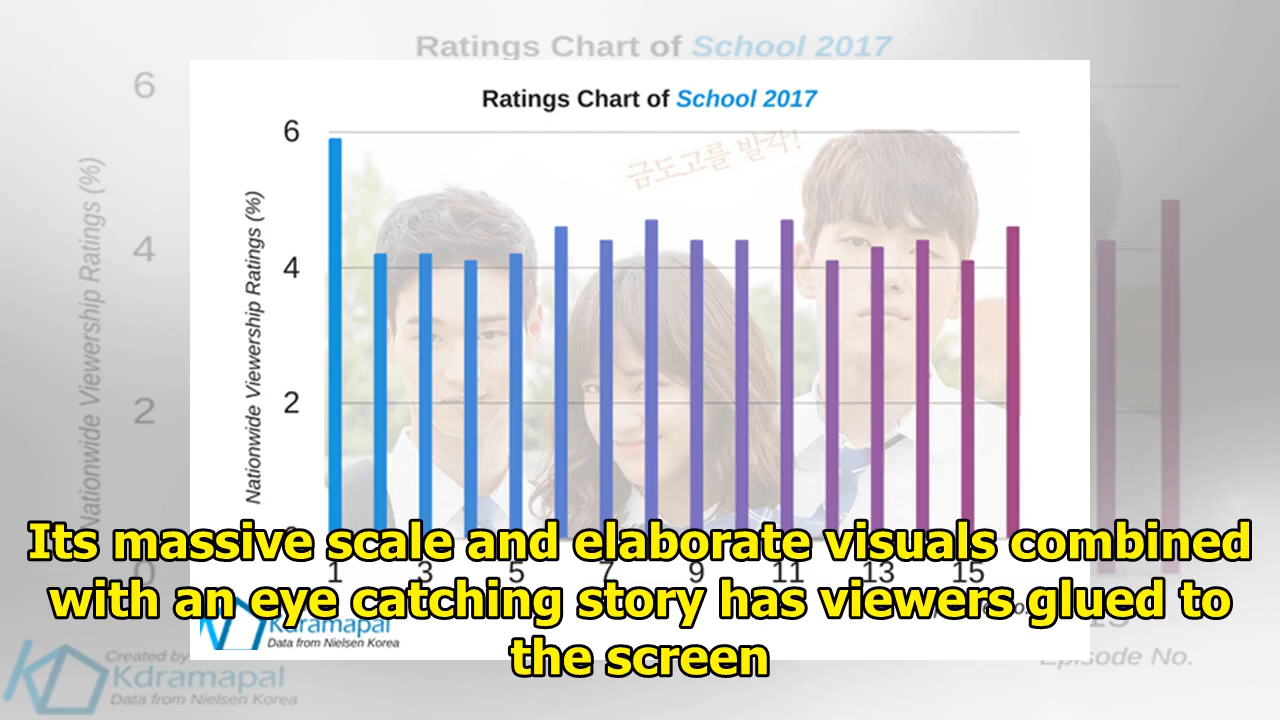 Ratings Chart of School 2017
6
4
2
0
Nationwide Viewership Ratings (%)
Ratings Chart of School 2017
6
4
2
Nationwide Viewership Ratings (%)
금도고를 발각!
1 3 5 7 9 11 13 15
Its massive scale and elaborate visuals combined
with an eye catching story has viewers glued to
the screen
Kdramapal
Data from Nielsen Korea
Created by
Kdramapal
Data from Nielsen Korea
15
Episode No.